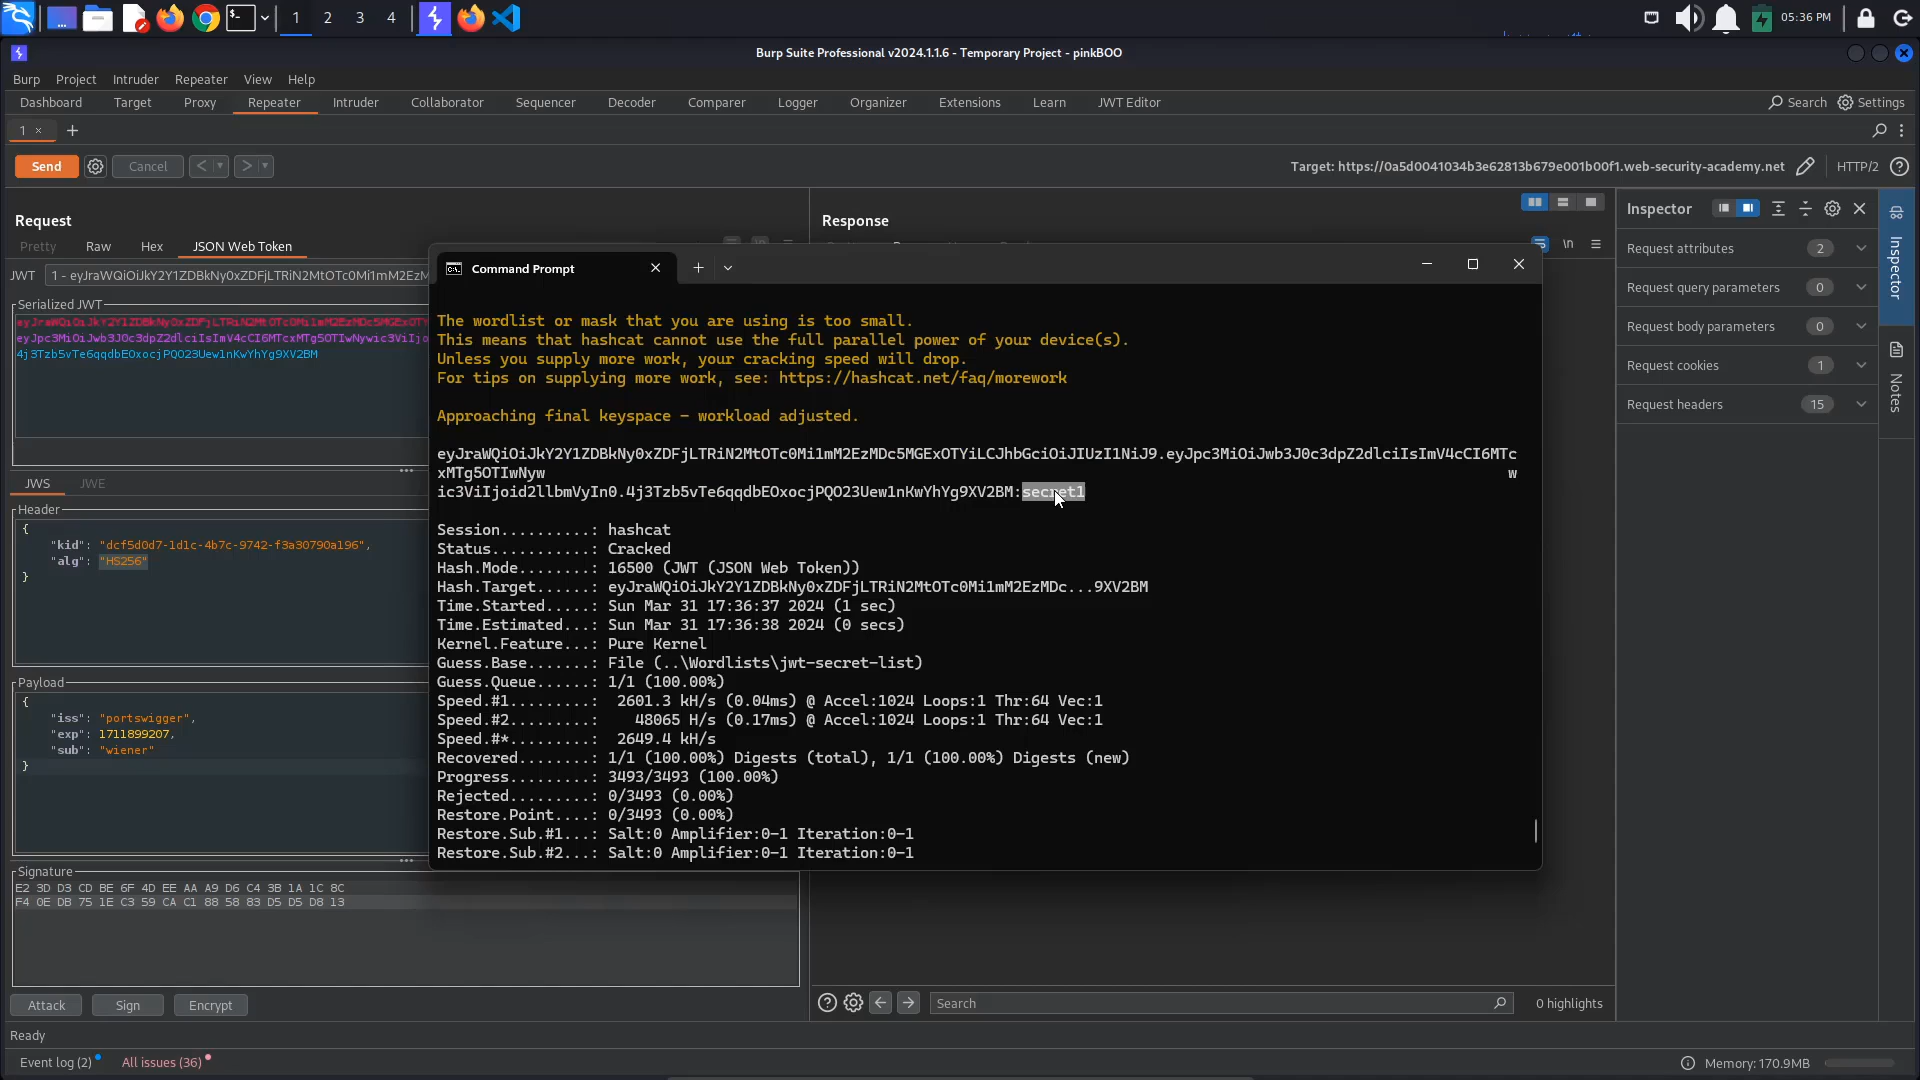 1 2 3 4
05:36 PM
Burp Suite Professional v2024.1.1.6 - Temporary Project - pinkBOO
Burp Project Intruder Repeater View Help
Dashboard Target Proxy Repeater Intruder Collaborator Sequencer Decoder Comparer Logger Organizer Extensions Learn JWT Editor
Search Settings
1 × +
Send Cancel < >
Target: https://0a5d0041034b3e62813b679e001b00f1.web-security-academy.net HTTP/2
Request
Pretty Raw Hex JSON Web Token
JWT 1 - eyJraWQiOiJkY2Y1ZDBkNy0xZDFjLTRiN2MtOTc0Mi1mM2EzM
Serialized JWT
eyJraWQiOiJkY2Y1ZDBkNy0xZDFjLTRiN2MtOTc0Mi1mM2EzMDc5MGExOTY
eyJpc3MiOiJwb3J0c3dpZ2dlciIsImV4cCI6MTcxMTg5OTIwNywic3ViIjo
4j3Tzb5vTe6qqdbEOxocjPQO23Uew1nKwYhYg9XV2BM
JWS JWE
Header
{
"kid": "dcf5d0d7-1d1c-4b7c-9742-f3a30790a196",
"alg": "HS256"
}
Payload
{
"iss": "portswigger",
"exp": 1711899207,
"sub": "wiener"
}
Signature
E2 3D D3 CD BE 6F 4D EE AA A9 D6 C4 3B 1A 1C 8C
F4 0E DB 75 1E C3 59 CA C1 88 58 83 D5 D5 D8 13
Attack Sign Encrypt
Response
\n
Command Prompt
The wordlist or mask that you are using is too small.
This means that hashcat cannot use the full parallel power of your device(s).
Unless you supply more work, your cracking speed will drop.
For tips on supplying more work, see: https://hashcat.net/faq/morework
Approaching final keyspace - workload adjusted.
eyJraWQiOiJkY2Y1ZDBkNy0xZDFjLTRiN2MtOTc0Mi1mM2EzMDc5MGExOTYiLCJhbGciOiJIUzI1NiJ9.eyJpc3MiOiJwb3J0c3dpZ2dlciIsImV4cCI6MTc
xMTg5OTIwNyw w
ic3ViIjoid2llbmVyIn0.4j3Tzb5vTe6qqdbEOxocjPQO23Uew1nKwYhYg9XV2BM:secret1
Session..........: hashcat
Status...........: Cracked
Hash.Mode........: 16500 (JWT (JSON Web Token))
Hash.Target......: eyJraWQiOiJkY2Y1ZDBkNy0xZDFjLTRiN2MtOTc0Mi1mM2EzMDc...9XV2BM
Time.Started.....: Sun Mar 31 17:36:37 2024 (1 sec)
Time.Estimated...: Sun Mar 31 17:36:38 2024 (0 secs)
Kernel.Feature...: Pure Kernel
Guess.Base.......: File (..\Wordlists\jwt-secret-list)
Guess.Queue......: 1/1 (100.00%)
Speed.#1.........:  2601.3 kH/s (0.04ms) @ Accel:1024 Loops:1 Thr:64 Vec:1
Speed.#2.........:    48065 H/s (0.17ms) @ Accel:1024 Loops:1 Thr:64 Vec:1
Speed.#*.........:  2649.4 kH/s
Recovered........: 1/1 (100.00%) Digests (total), 1/1 (100.00%) Digests (new)
Progress.........: 3493/3493 (100.00%)
Rejected.........: 0/3493 (0.00%)
Restore.Point....: 0/3493 (0.00%)
Restore.Sub.#1...: Salt:0 Amplifier:0-1 Iteration:0-1
Restore.Sub.#2...: Salt:0 Amplifier:0-1 Iteration:0-1
Search 0 highlights
Inspector
Request attributes 2
Request query parameters 0
Request body parameters 0
Request cookies 1
Request headers 15
Inspector
Notes
Ready
Event log (2) All issues (36)
Memory: 170.9MB